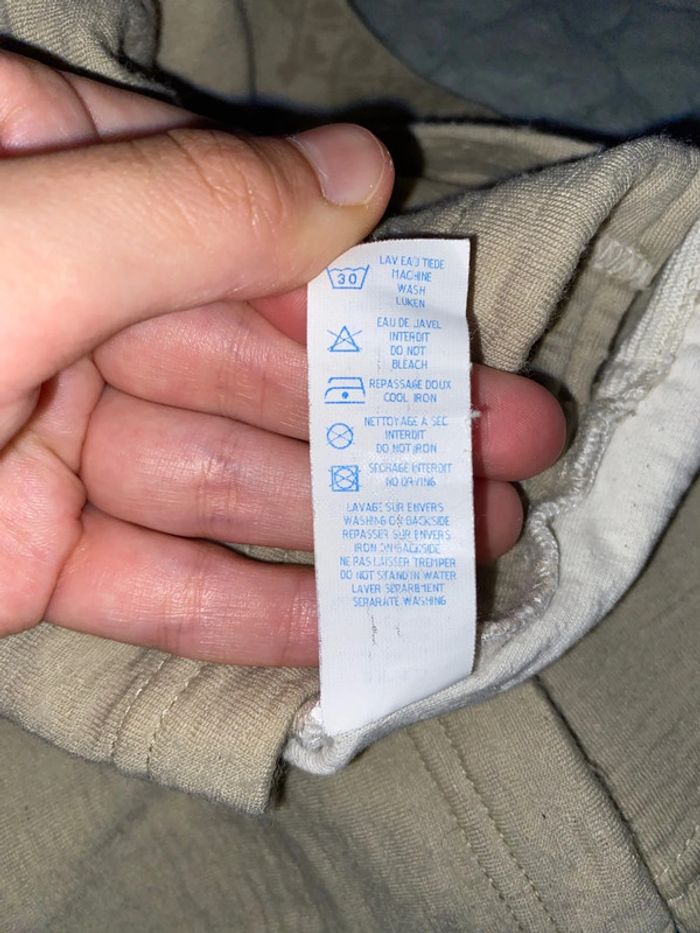 30
LAV EAU TIEDE
MACHINE
WASH
LUKEN
EAU DE JAVEL
INTERDIT
DO NOT
BLEACH
REPASSAGE DOUX
COOL IRON
NETTOYAGE A SEC
INTERDIT
DO NOT IRON
SECHAGE INTERDIT
NO DRYING
LAVAGE SUR ENVERS
WASHING ON BACKSIDE
REPASSER SUR ENVERS
IRON ON BACKSIDE
NE PAS LAISSER TREMPER
DO NOT STAND IN WATER
LAVER SEPAREMENT
SEPARATE WASHING